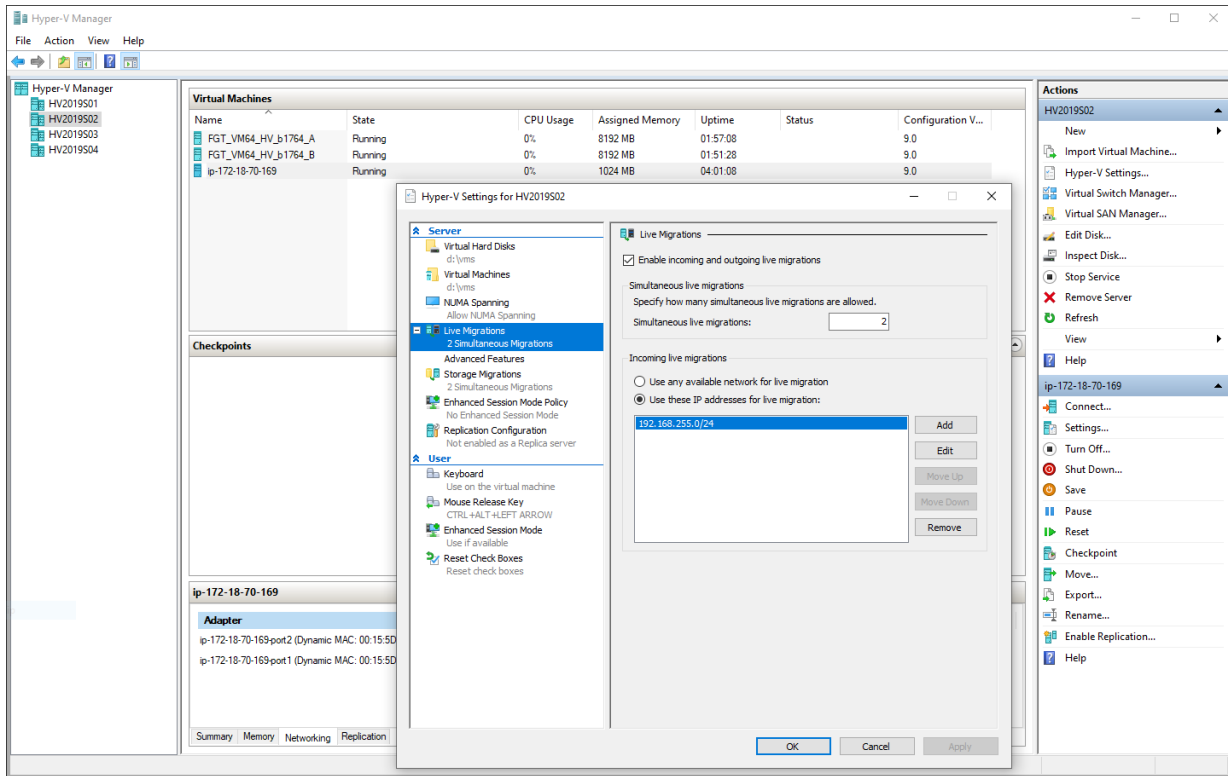 Hyper-V Manager
File Action View Help
Hyper-V Manager
HV2019S01
HV2019S02
HV2019S03
HV2019S04
Virtual Machines
Name State CPU Usage Assigned Memory Uptime Status Configuration V...
FGT_VM64_HV_b1764_A Running 0% 8192 MB 01:57:08 9.0
FGT_VM64_HV_b1764_B Running 0% 8192 MB 01:51:28 9.0
ip-172-18-70-169 Running 0% 1024 MB 04:01:08 9.0
Checkpoints
ip-172-18-70-169
Adapter
ip-172-18-70-169-port2 (Dynamic MAC: 00:15:5D
ip-172-18-70-169-port1 (Dynamic MAC: 00:15:5D
Summary Memory Networking Replication
Hyper-V Settings for HV2019S02
Server
Virtual Hard Disks
d:\vms
Virtual Machines
d:\vms
NUMA Spanning
Allow NUMA Spanning
Live Migrations
2 Simultaneous Migrations
Advanced Features
Storage Migrations
2 Simultaneous Migrations
Enhanced Session Mode Policy
No Enhanced Session Mode
Replication Configuration
Not enabled as a Replica server
User
Keyboard
Use on the virtual machine
Mouse Release Key
CTRL+ALT+LEFT ARROW
Enhanced Session Mode
Use if available
Reset Check Boxes
Reset check boxes
Live Migrations
Enable incoming and outgoing live migrations
Simultaneous live migrations
Specify how many simultaneous live migrations are allowed.
Simultaneous live migrations: 2
Incoming live migrations
Use any available network for live migration
Use these IP addresses for live migration:
192.168.255.0/24
Add
Edit
Move Up
Move Down
Remove
OK Cancel Apply
Actions
HV2019S02
New
Import Virtual Machine...
Hyper-V Settings...
Virtual Switch Manager...
Virtual SAN Manager...
Edit Disk...
Inspect Disk...
Stop Service
Remove Server
Refresh
View
Help
ip-172-18-70-169
Connect...
Settings...
Turn Off...
Shut Down...
Save
Pause
Reset
Checkpoint
Move...
Export...
Rename...
Enable Replication...
Help